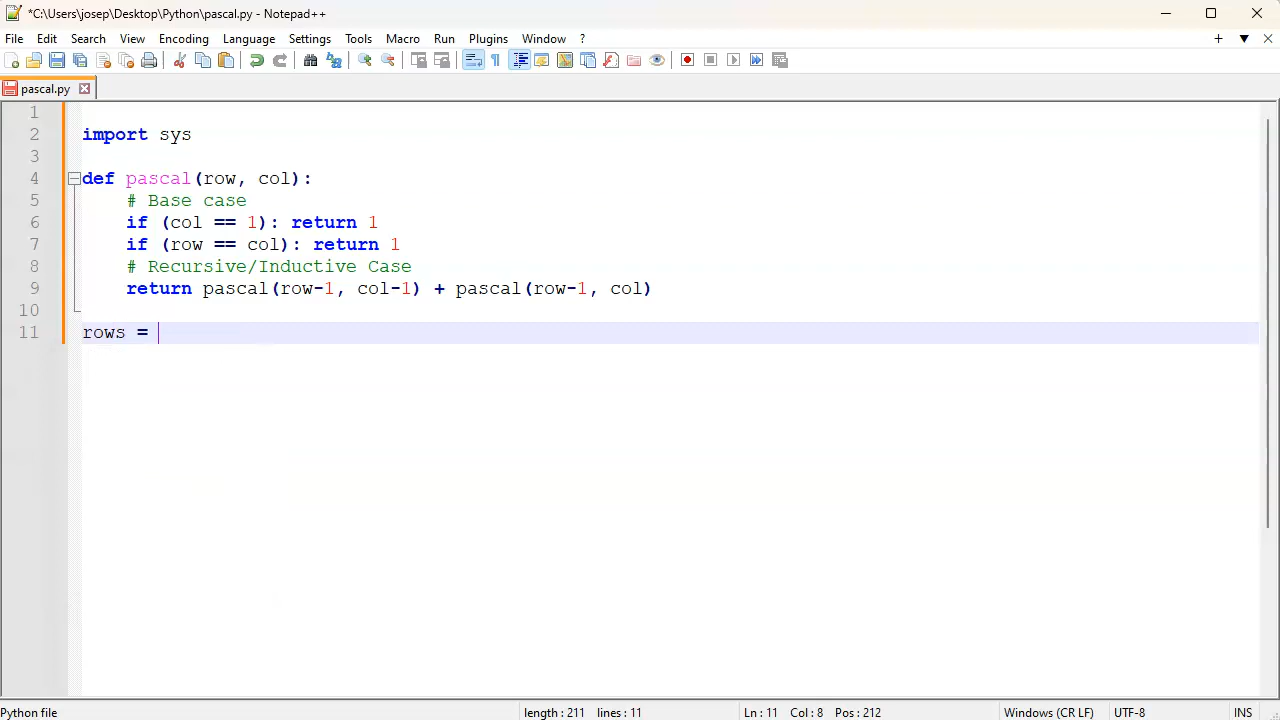 *C:\Users\josep\Desktop\Python\pascal.py - Notepad++
File Edit Search View Encoding Language Settings Tools Macro Run Plugins Window ?
pascal.py
1
2 import sys
3
4 def pascal(row, col):
5 # Base case
6 if (col == 1): return 1
7 if (row == col): return 1
8 # Recursive/Inductive Case
9 return pascal(row-1, col-1) + pascal(row-1, col)
10
11 rows =
Python file length : 211 lines : 11 Ln : 11 Col : 8 Pos : 212 Windows (CR LF) UTF-8 INS